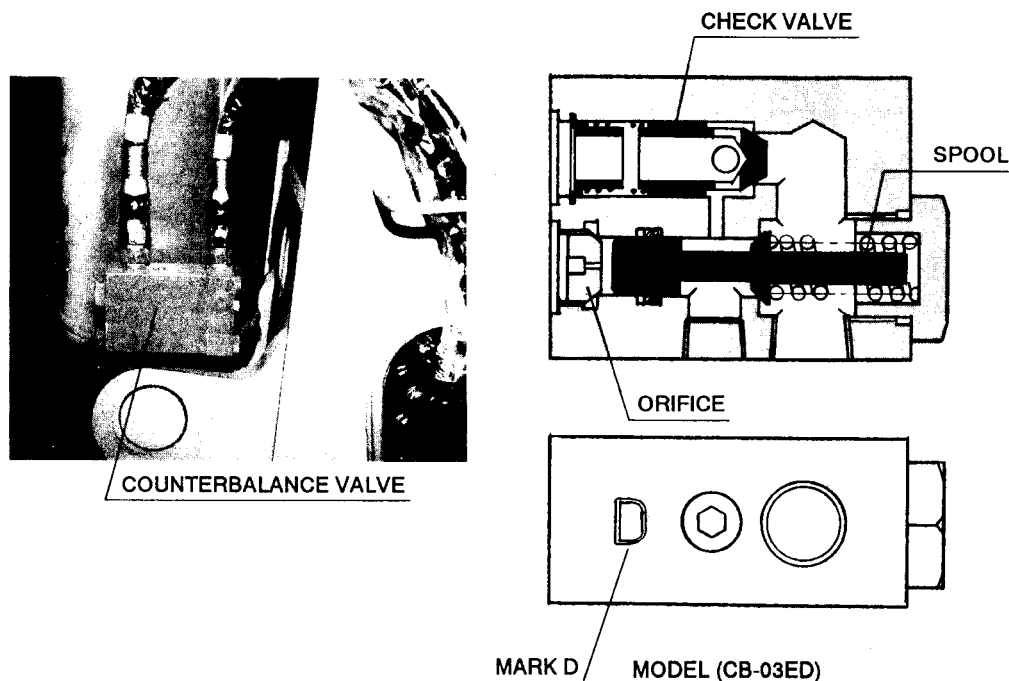 CHECK VALVE
SPOOL
ORIFICE
COUNTERBALANCE VALVE
D
MARK D
MODEL (CB-03ED)